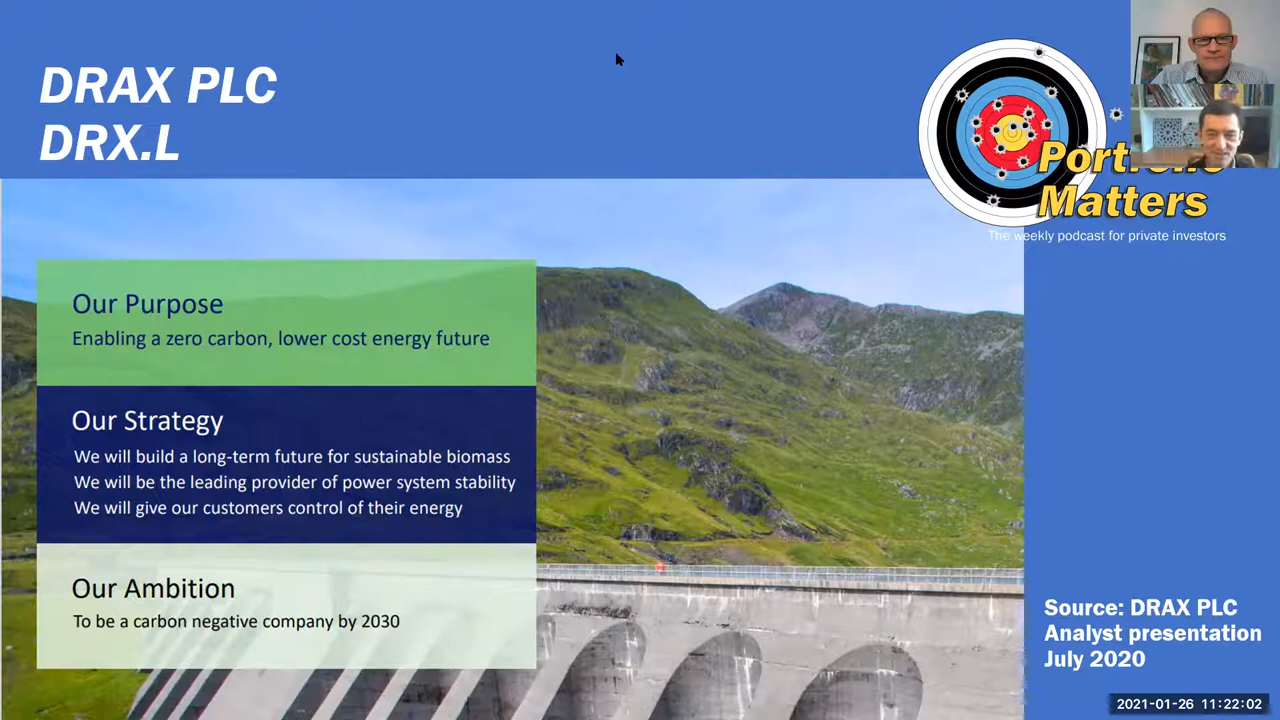 DRAX PLC
DRX.L
Matters
The weekly podcast for private investors
Our Purpose
Enabling a zero carbon, lower cost energy future
Our Strategy
We will build a long-term future for sustainable biomass
We will be the leading provider of power system stability
We will give our customers control of their energy
Our Ambition
To be a carbon negative company by 2030
Source: DRAX PLC
Analyst presentation
July 2020
2021-01-26 11:22:02